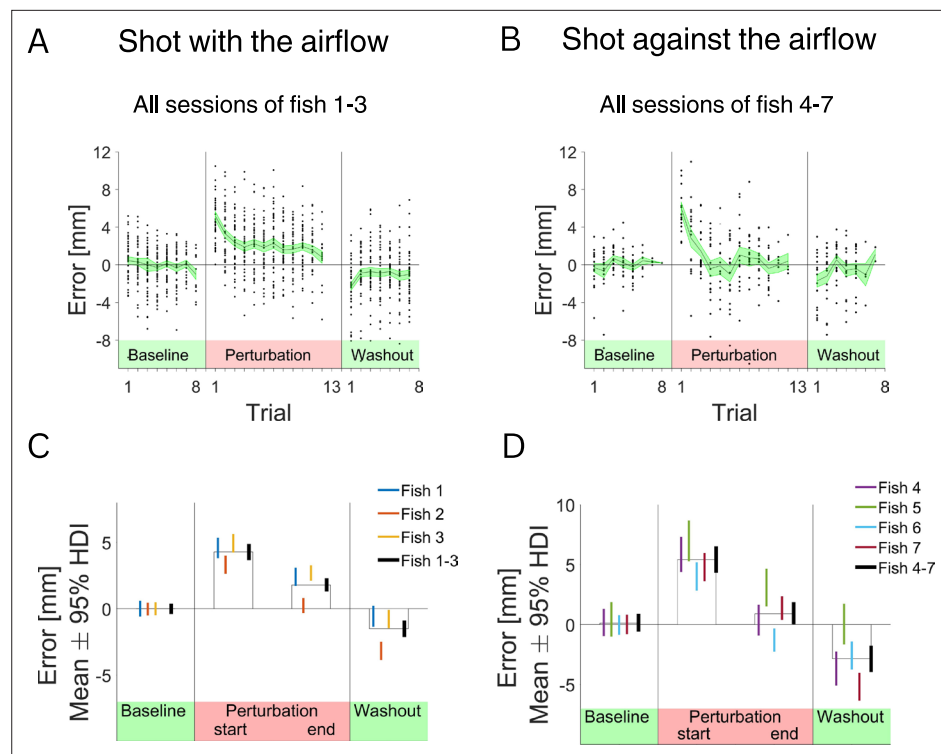 A
Shot with the airflow
All sessions of fish 1-3
12
8
4
0
-4
-8
Error [mm]
Baseline
Perturbation
Washout
1
8
1
13
1
8
Trial
B
Shot against the airflow
All sessions of fish 4-7
12
8
4
0
-4
-8
Error [mm]
Baseline
Perturbation
Washout
1
8
1
13
1
8
Trial
C
Fish 1
Fish 2
Fish 3
Fish 1-3
5
0
-5
Error [mm]
Mean ± 95% HDI
Baseline
Perturbation
start end
Washout
D
Fish 4
Fish 5
Fish 6
Fish 7
Fish 4-7
10
5
0
-5
Error [mm]
Mean ± 95% HDI
Baseline
Perturbation
start end
Washout